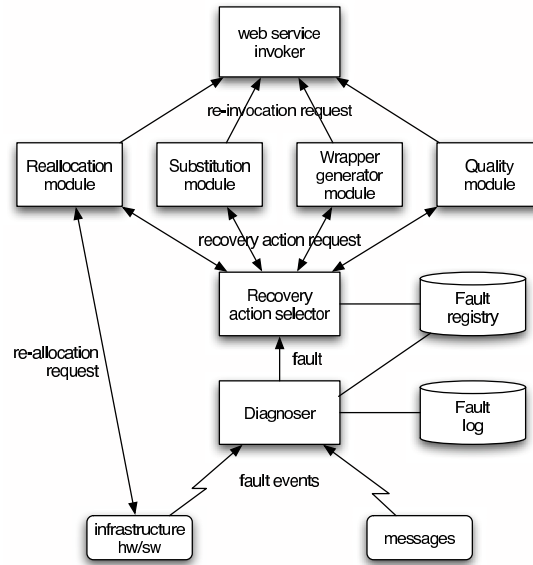 web service
invoker
re-invocation request
Reallocation
module
Substitution
module
Wrapper
generator
module
Quality
module
recovery action request
Recovery
action selector
Fault
registry
re-allocation
request
fault
Diagnoser
Fault
log
fault events
infrastructure
hw/sw
messages